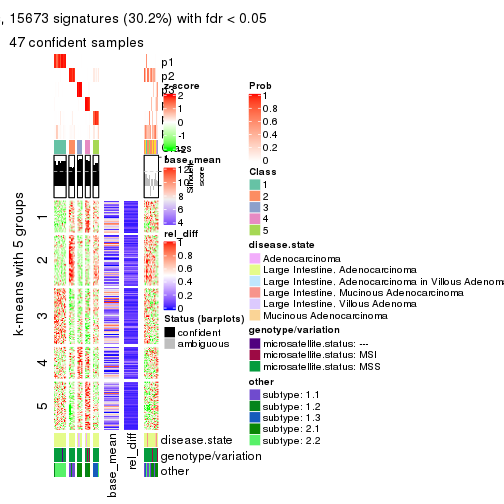 , 15673 signatures (30.2%) with fdr < 0.05
47 confident samples
p1
p2
z-score
2
1
0
-1
Class
base_mean
12
6
4
Silhouette
score
rel_diff
1
0.8
0.6
0.4
0.2
0
Status (barplots)
confident
ambiguous
Prob
1
0.8
0.6
0.4
0.2
0
Class
1
2
3
4
5
disease.state
Adenocarcinoma
Large Intestine. Adenocarcinoma
Large Intestine. Adenocarcinoma in Villous Adenoma
Large Intestine. Mucinous Adenocarcinoma
Large Intestine. Villous Adenoma
Mucinous Adenocarcinoma
genotype/variation
microsatellite.status: ---
microsatellite.status: MSI
microsatellite.status: MSS
other
subtype: 1.1
subtype: 1.2
subtype: 1.3
subtype: 2.1
subtype: 2.2
k-means with 5 groups
1
2
3
4
5
disease.state
genotype/variation
other
base_mean
rel_diff